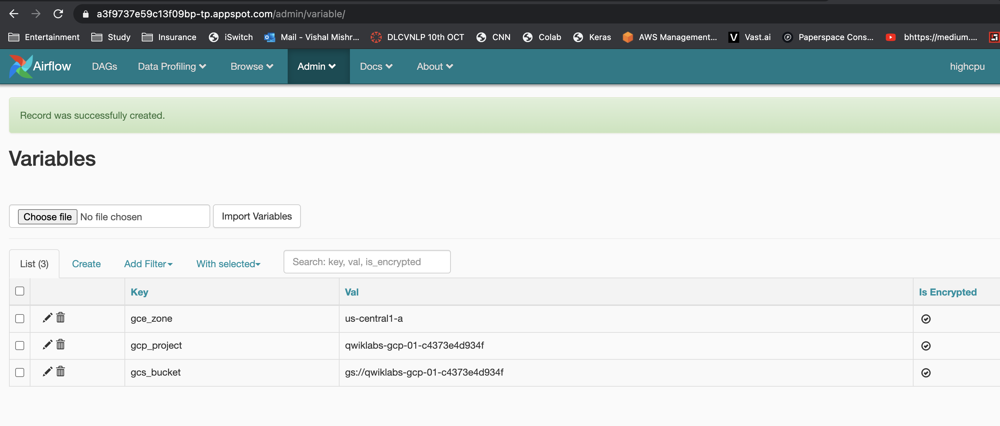 a3f9737e59c13f09bp-tp.appspot.com/admin/variable/
Entertainment Study Insurance iSwitch Mail - Vishal Mishr... DLCVNLP 10th OCT CNN Colab Keras AWS Management... V Vast.ai Paperspace Cons... bhttps://medium....
Airflow DAGs Data Profiling Browse Admin Docs About highcpu
Record was successfully created.
Variables
Choose file No file chosen Import Variables
List (3) Create Add Filter With selected Search: key, val, is_encrypted
Key Val Is Encrypted
gce_zone us-central1-a
gcp_project qwiklabs-gcp-01-c4373e4d934f
gcs_bucket gs://qwiklabs-gcp-01-c4373e4d934f